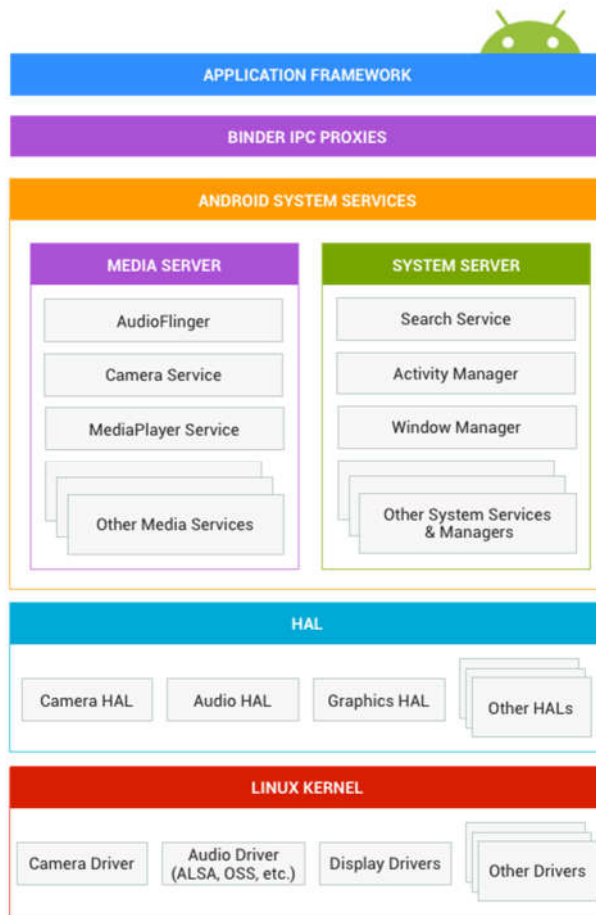 APPLICATION FRAMEWORK
BINDER IPC PROXIES
ANDROID SYSTEM SERVICES
MEDIA SERVER
AudioFlinger
Camera Service
MediaPlayer Service
Other Media Services
SYSTEM SERVER
Search Service
Activity Manager
Window Manager
Other System Services
& Managers
HAL
Camera HAL
Audio HAL
Graphics HAL
Other HALs
LINUX KERNEL
Camera Driver
Audio Driver
(ALSA, OSS, etc.)
Display Drivers
Other Drivers